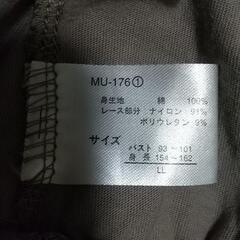 MU-176①
身生地 綿 100%
レース部分 ナイロン 91%
ポリウレタン 9%
サイズ
バスト 93～101
身長 154～162
LL